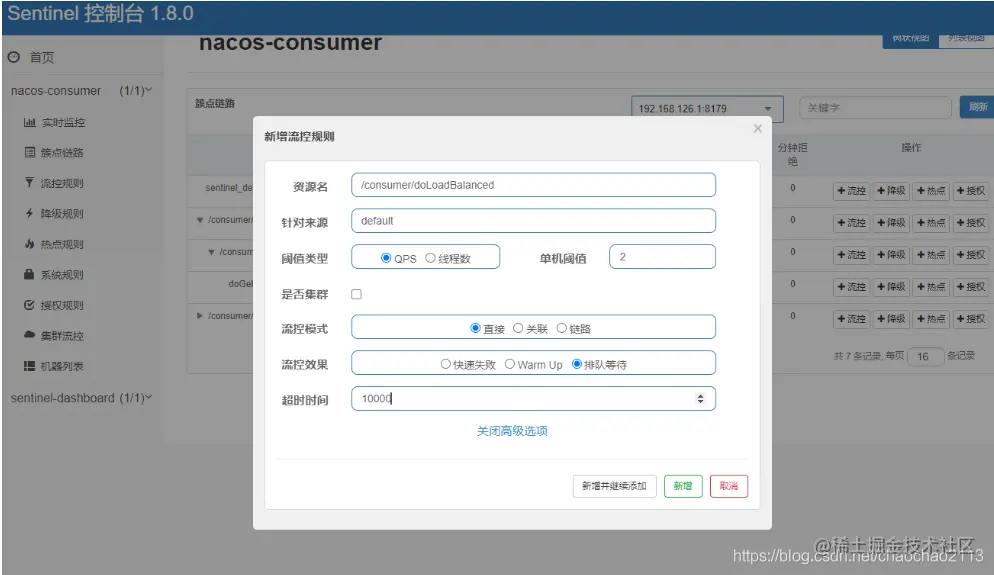 Sentinel 控制台 1.8.0
首页
nacos-consumer (1/1)
实时监控
簇点链路
流控规则
降级规则
热点规则
系统规则
授权规则
集群流控
机器列表
sentinel-dashboard (1/1)
nacos-consumer
树状视图 列表视图
簇点链路
192.168.126.1:8179 关键字 刷新
分钟拒绝 操作
sentinel_de 0 +流控 +降级 +热点 +授权
/consumer/ 0 +流控 +降级 +热点 +授权
/consum 0 +流控 +降级 +热点 +授权
doGet 0 +流控 +降级 +热点 +授权
/consumer/ 0 +流控 +降级 +热点 +授权
共 7 条记录, 每页 16 条记录
新增流控规则 ×
资源名 /consumer/doLoadBalanced
针对来源 default
阈值类型 QPS 线程数 单机阈值 2
是否集群
流控模式 直接 关联 链路
流控效果 快速失败 Warm Up 排队等待
超时时间 10000
关闭高级选项
新增并继续添加 新增 取消
@稀土掘金技术社区
https://blog.csdn.net/chaochao2113